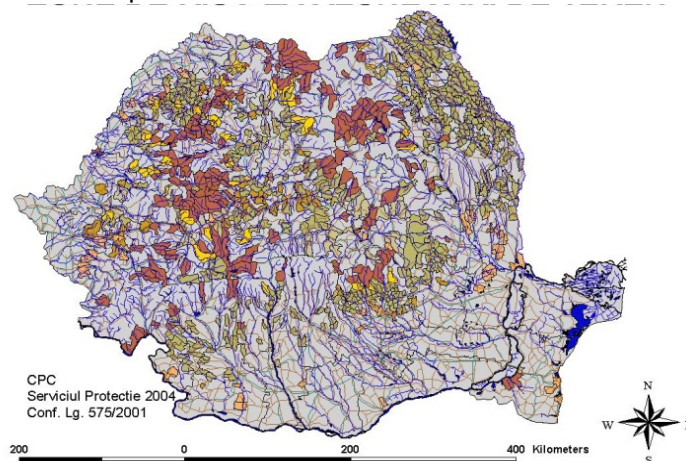 CPC
Serviciul Protectie 2004
Conf. Lg. 575/2001
N
W
S
200 0 200 400 Kilometers